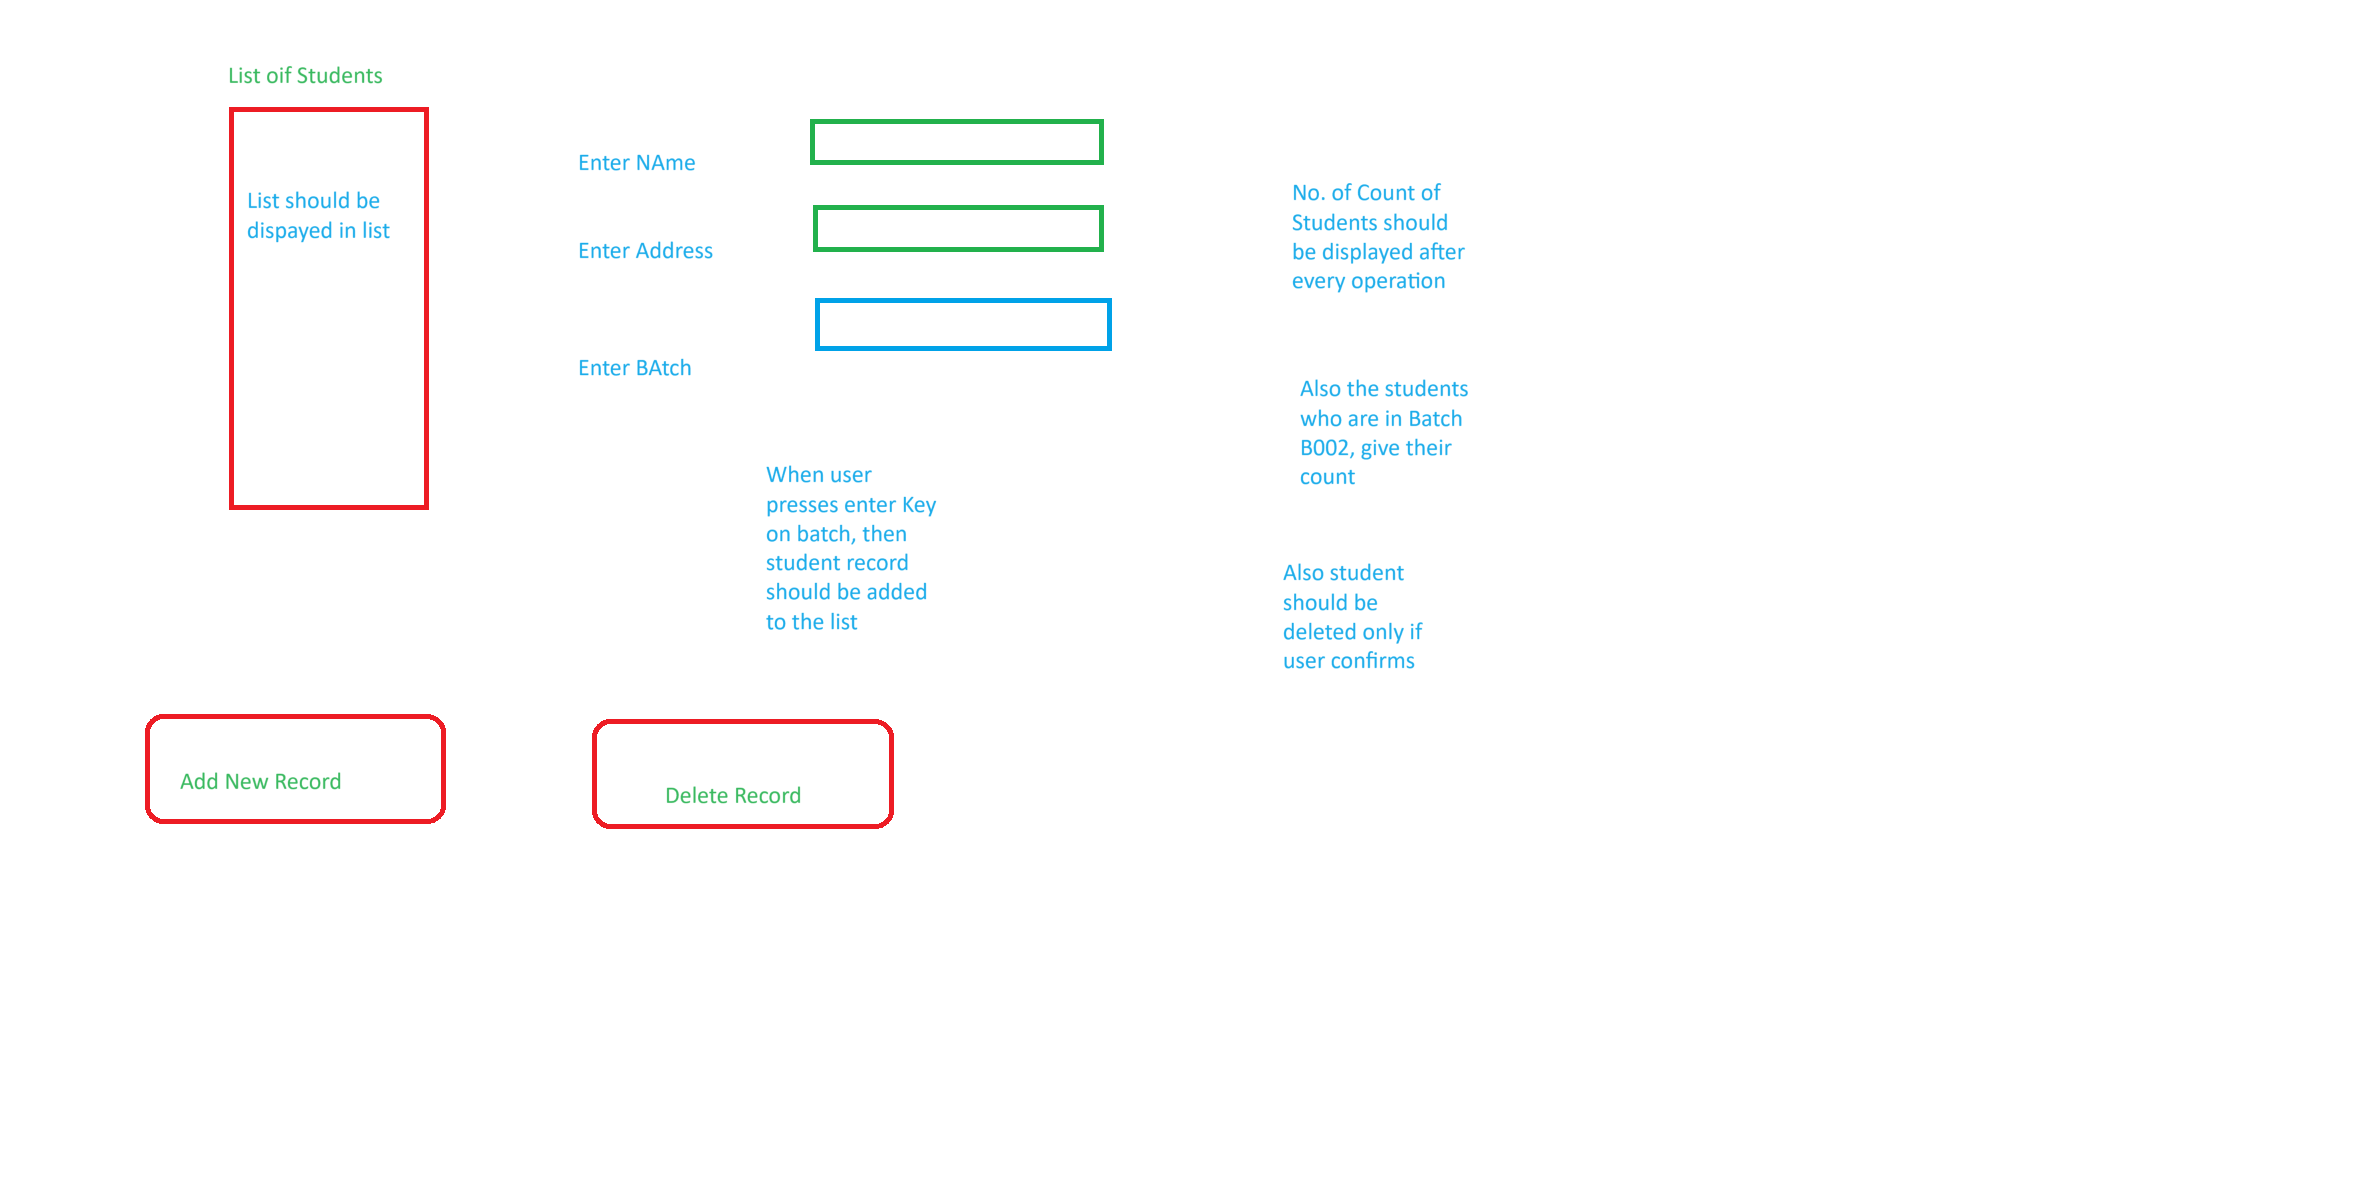 List oif Students
List should be
dispayed in list
Enter NAme
Enter Address
Enter BAtch
When user
presses enter Key
on batch, then
student record
should be added
to the list
No. of Count of
Students should
be displayed after
every operation
Also the students
who are in Batch
B002, give their
count
Also student
should be
deleted only if
user confirms
Add New Record
Delete Record